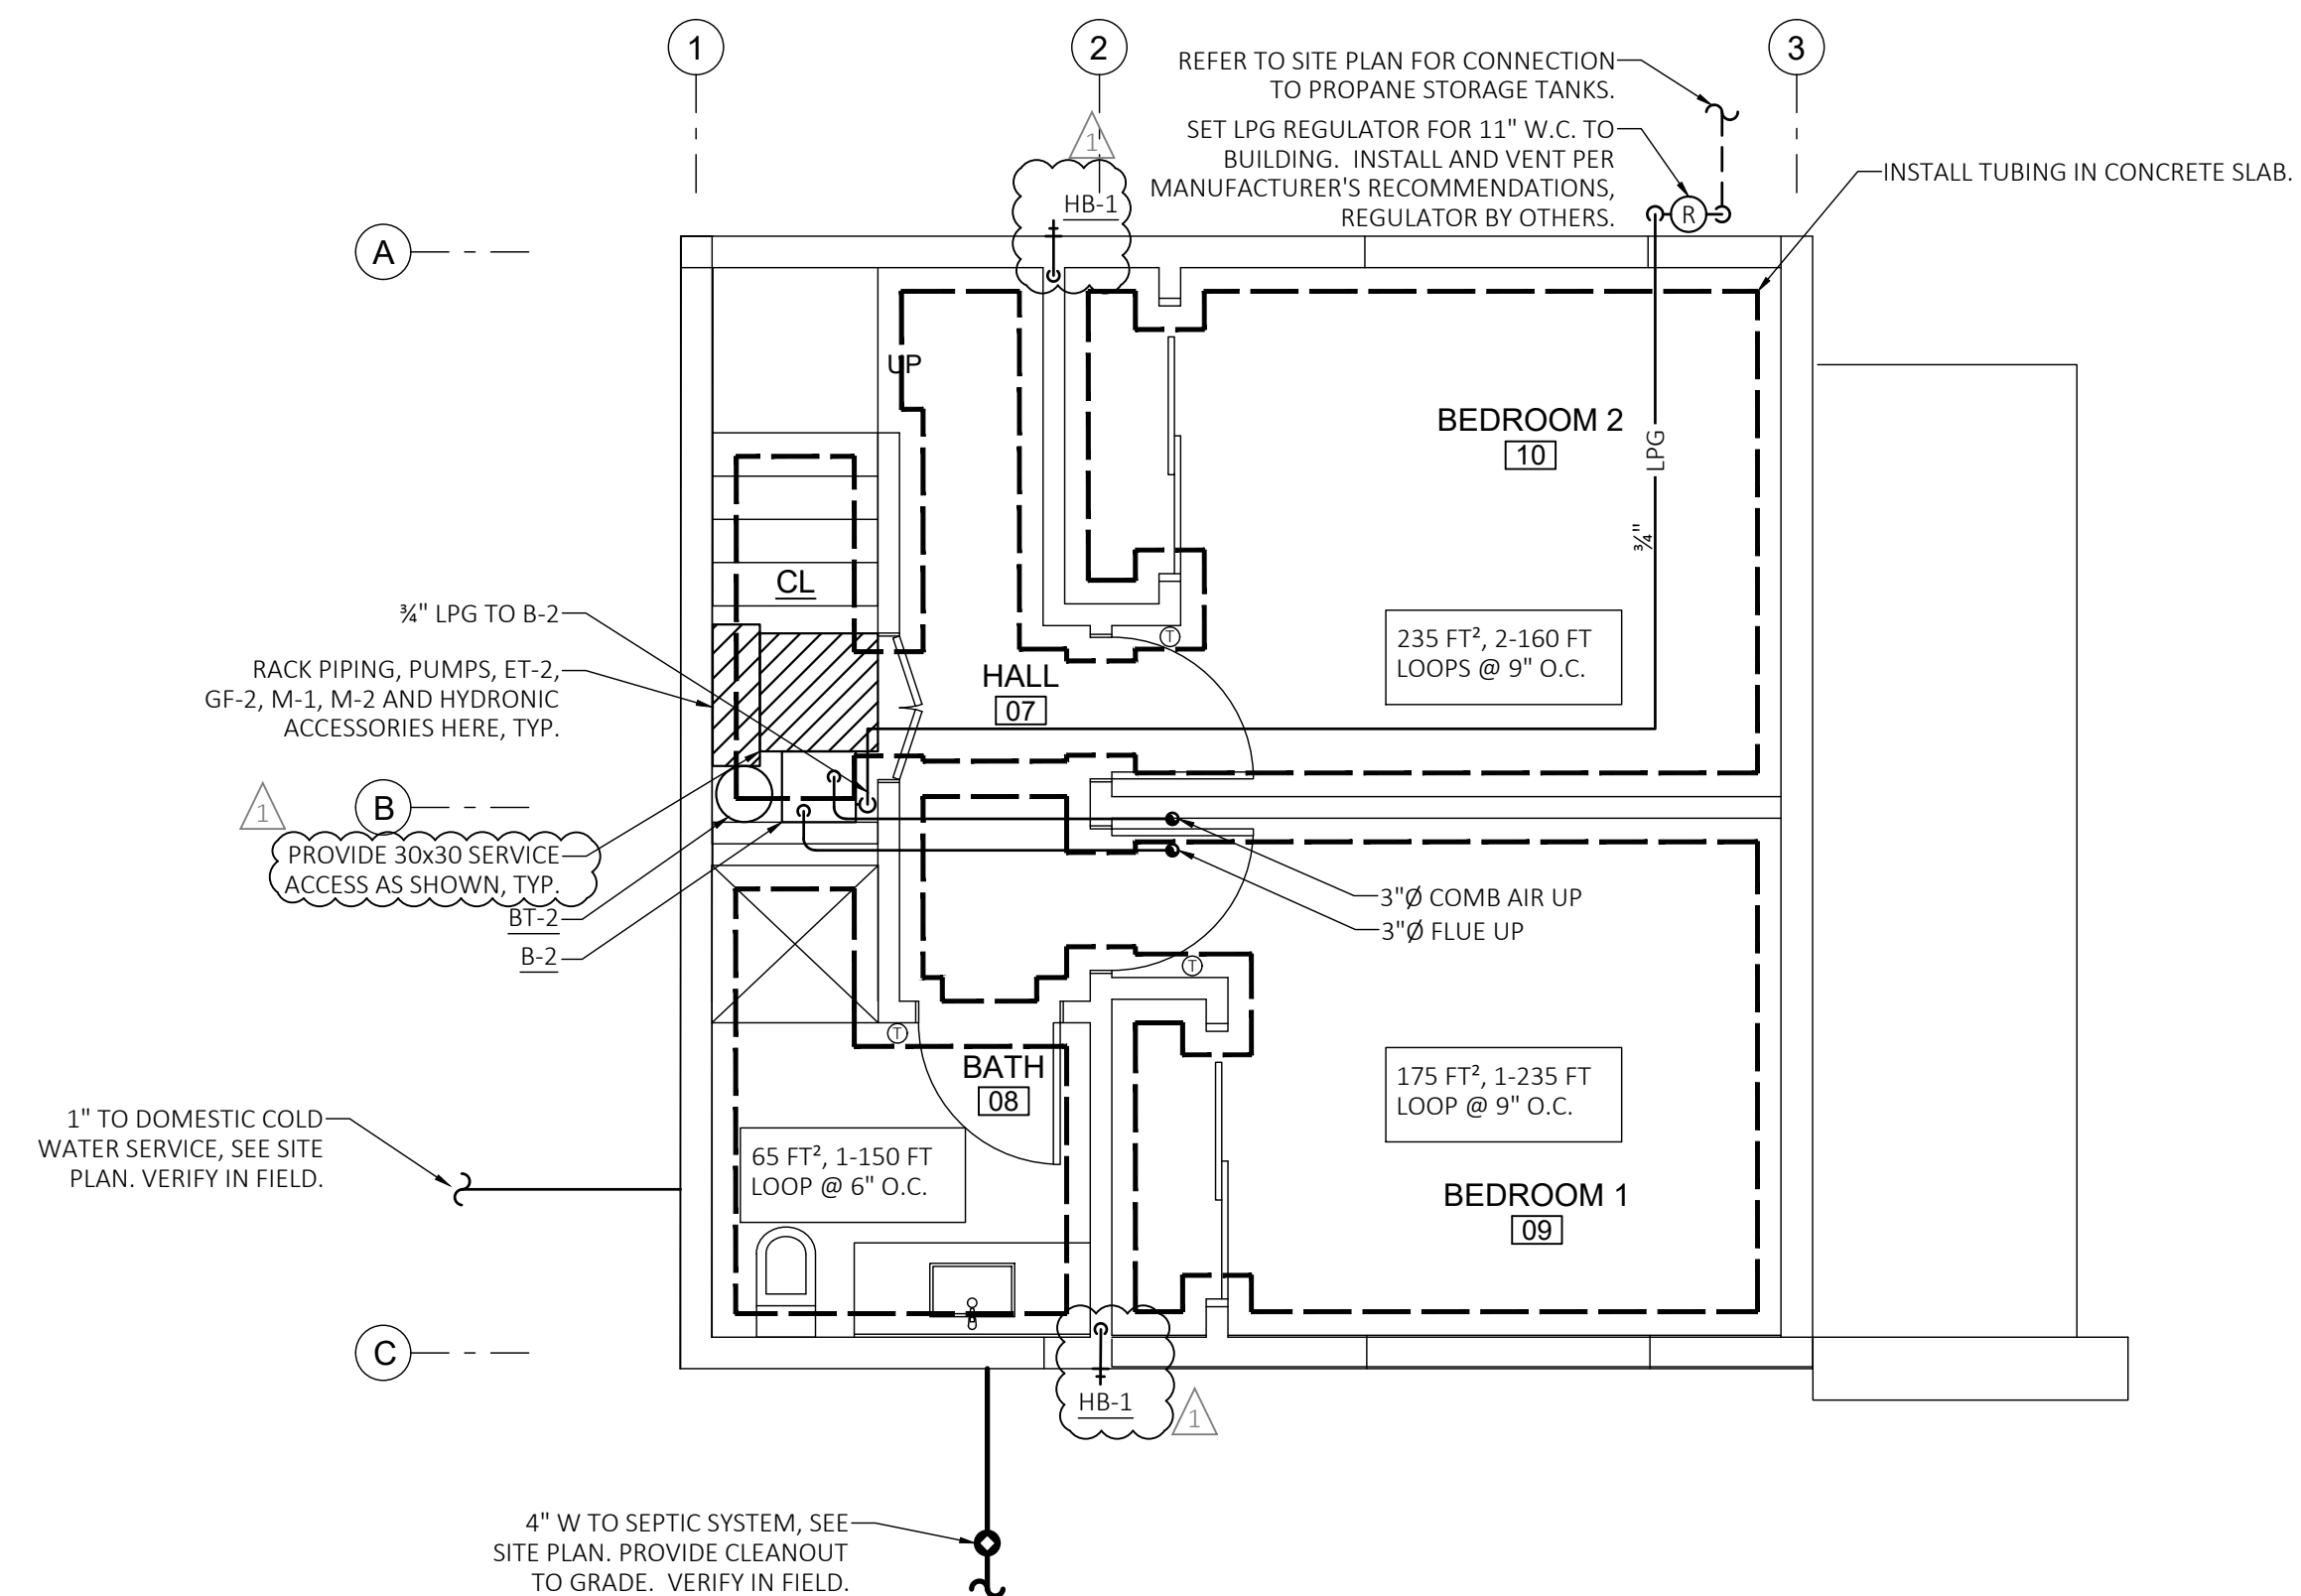 1
2
3
REFER TO SITE PLAN FOR CONNECTION
TO PROPANE STORAGE TANKS.
1
SET LPG REGULATOR FOR 11" W.C. TO
BUILDING.  INSTALL AND VENT PER
MANUFACTURER'S RECOMMENDATIONS,
REGULATOR BY OTHERS.
INSTALL TUBING IN CONCRETE SLAB.
HB-1
R
A
UP
BEDROOM 2
10
LPG
¾"
CL
¾" LPG TO B-2
235 FT², 2-160 FT
LOOPS @ 9" O.C.
T
RACK PIPING, PUMPS, ET-2,
GF-2, M-1, M-2 AND HYDRONIC
ACCESSORIES HERE, TYP.
HALL
07
1
B
PROVIDE 30x30 SERVICE
ACCESS AS SHOWN, TYP.
BT-2
B-2
3"Ø COMB AIR UP
3"Ø FLUE UP
T
T
BATH
08
175 FT², 1-235 FT
LOOP @ 9" O.C.
1" TO DOMESTIC COLD
WATER SERVICE, SEE SITE
PLAN. VERIFY IN FIELD.
65 FT², 1-150 FT
LOOP @ 6" O.C.
BEDROOM 1
09
C
HB-1
1
4" W TO SEPTIC SYSTEM, SEE
SITE PLAN. PROVIDE CLEANOUT
TO GRADE.  VERIFY IN FIELD.